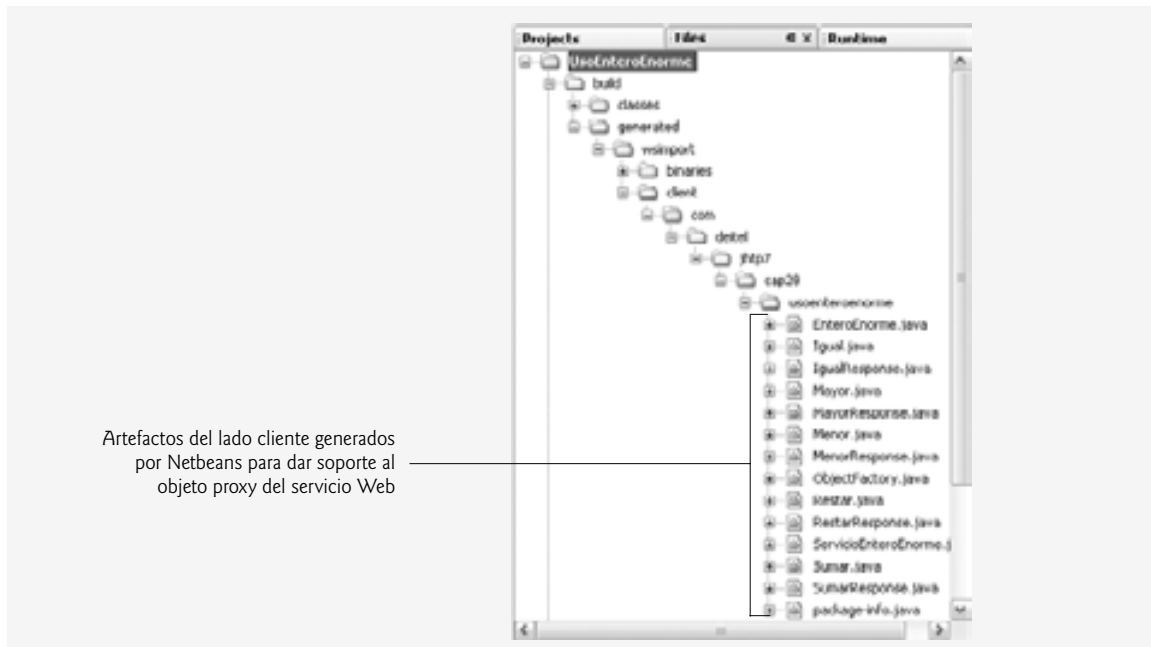 Projects Files Runtime
UsoEnteroEnorme
build
classes
generated
wsimport
binaries
client
com
deitel
jhtp7
cap28
usoenteroenorme
EnteroEnorme.java
Igual.java
IgualResponse.java
Mayor.java
MayorResponse.java
Menor.java
MenorResponse.java
ObjectFactory.java
Restar.java
RestarResponse.java
ServicioEnteroEnorme.j
Sumar.java
SumarResponse.java
package-info.java
Artefactos del lado cliente generados
por Netbeans para dar soporte al
objeto proxy del servicio Web